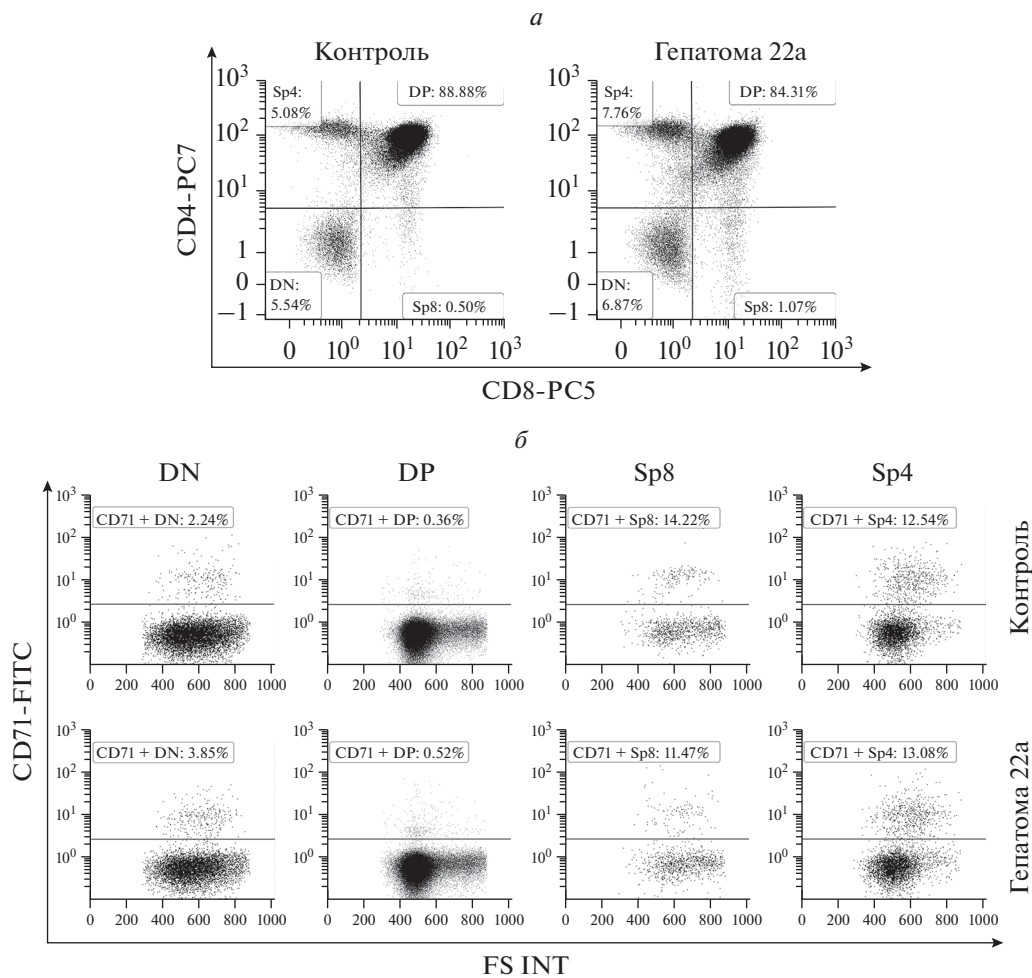 а
Контроль
Гепатома 22а
CD4-PC7
10³
10²
10¹
1
0
−1
Sp4:
5.08%
DP: 88.88%
DN:
5.54%
Sp8: 0.50%
0 10⁰ 10¹ 10² 10³
10³
10²
10¹
1
0
−1
Sp4:
7.76%
DP: 84.31%
DN:
6.87%
Sp8: 1.07%
0 10⁰ 10¹ 10² 10³
CD8-PC5
б
DN
DP
Sp8
Sp4
CD71-FITC
10³
10²
10¹
10⁰
CD71 + DN: 2.24%
0 200 400 600 800 1000
10³
10²
10¹
10⁰
CD71 + DP: 0.36%
0 200 400 600 800 1000
10³
10²
10¹
10⁰
CD71 + Sp8: 14.22%
0 200 400 600 800 1000
10³
10²
10¹
10⁰
CD71 + Sp4: 12.54%
0 200 400 600 800 1000
Контроль
10³
10²
10¹
10⁰
CD71 + DN: 3.85%
0 200 400 600 800 1000
10³
10²
10¹
10⁰
CD71 + DP: 0.52%
0 200 400 600 800 1000
10³
10²
10¹
10⁰
CD71 + Sp8: 11.47%
0 200 400 600 800 1000
10³
10²
10¹
10⁰
CD71 + Sp4: 13.08%
0 200 400 600 800 1000
Гепатома 22а
FS INT